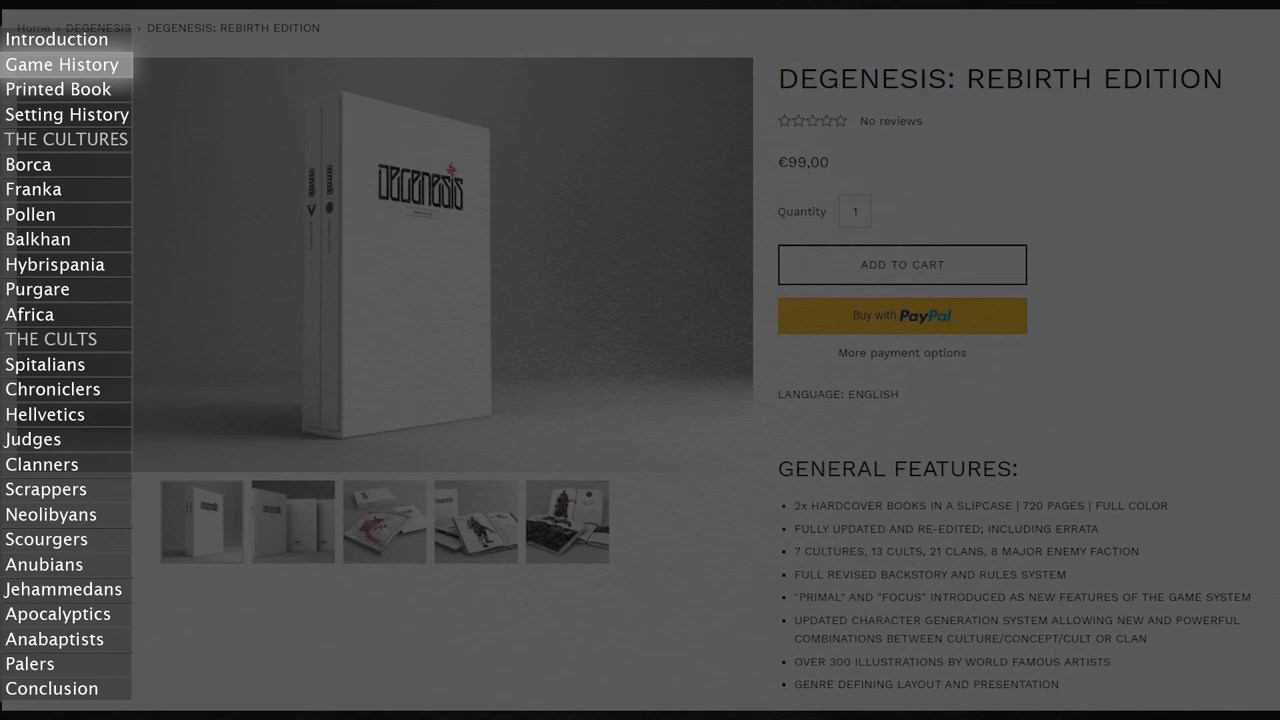 Home › DEGENESIS › DEGENESIS: REBIRTH EDITION
Introduction
Game History
Printed Book
Setting History
THE CULTURES
Borca
Franka
Pollen
Balkhan
Hybrispania
Purgare
Africa
THE CULTS
Spitalians
Chroniclers
Hellvetics
Judges
Clanners
Scrappers
Neolibyans
Scourgers
Anubians
Jehammedans
Apocalyptics
Anabaptists
Palers
Conclusion
DEGENESIS
DEGENESIS: REBIRTH EDITION
No reviews
€99,00
Quantity 1
ADD TO CART
Buy with PayPal
More payment options
LANGUAGE: ENGLISH
GENERAL FEATURES:
• 2x HARDCOVER BOOKS IN A SLIPCASE | 720 PAGES | FULL COLOR
• FULLY UPDATED AND RE-EDITED; INCLUDING ERRATA
• 7 CULTURES, 13 CULTS, 21 CLANS, 8 MAJOR ENEMY FACTION
• FULL REVISED BACKSTORY AND RULES SYSTEM
• "PRIMAL" AND "FOCUS" INTRODUCED AS NEW FEATURES OF THE GAME SYSTEM
• UPDATED CHARACTER GENERATION SYSTEM ALLOWING NEW AND POWERFUL
COMBINATIONS BETWEEN CULTURE/CONCEPT/CULT OR CLAN
• OVER 300 ILLUSTRATIONS BY WORLD FAMOUS ARTISTS
• GENRE DEFINING LAYOUT AND PRESENTATION